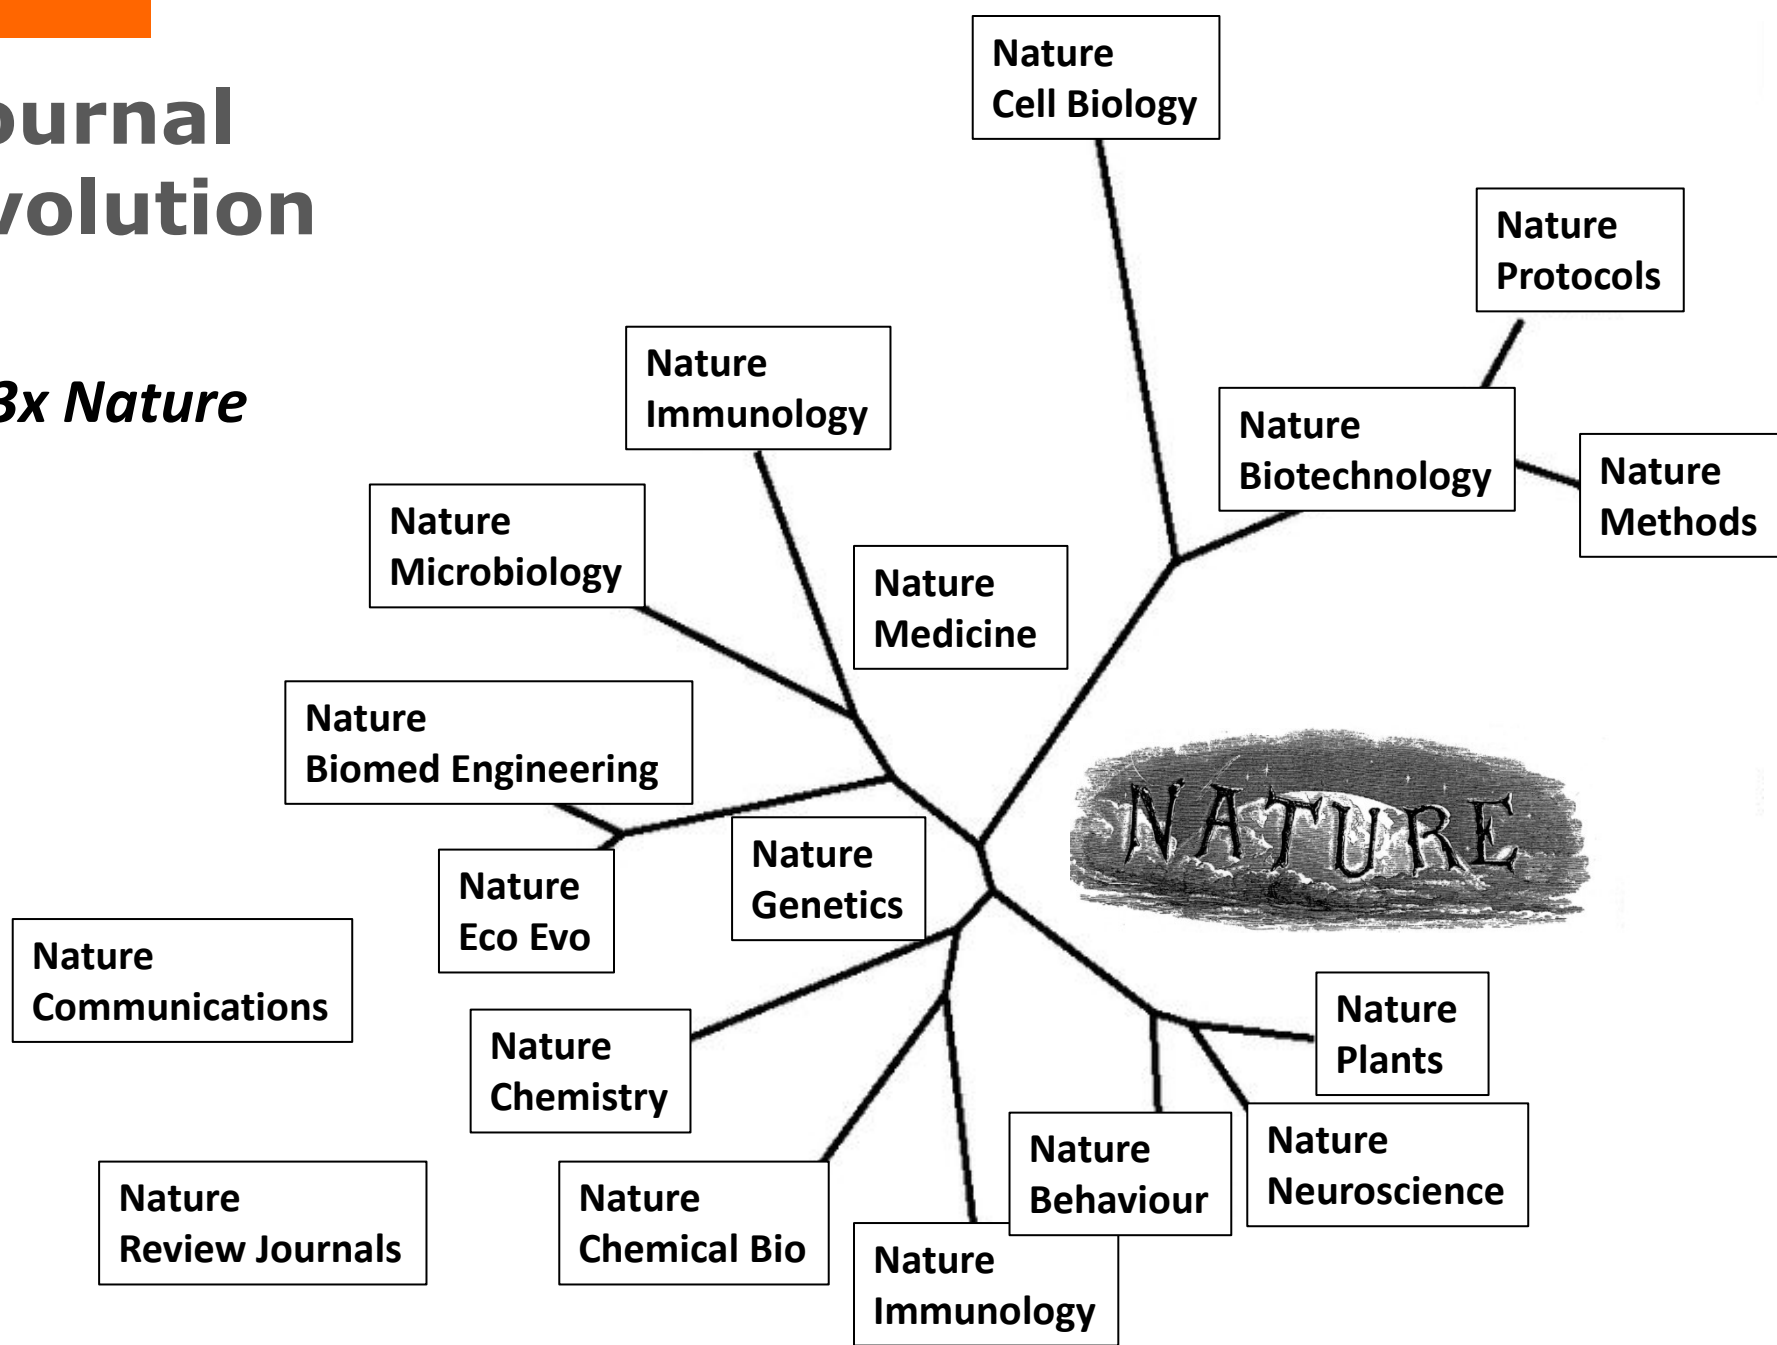 ournal
volution
3x Nature
Nature
Cell Biology
Nature
Protocols
Nature
Immunology
Nature
Biotechnology
Nature
Methods
Nature
Microbiology
Nature
Medicine
Nature
Biomed Engineering
NATURE
Nature
Genetics
Nature
Eco Evo
Nature
Communications
Nature
Plants
Nature
Chemistry
Nature
Behaviour
Nature
Neuroscience
Nature
Review Journals
Nature
Chemical Bio
Nature
Immunology